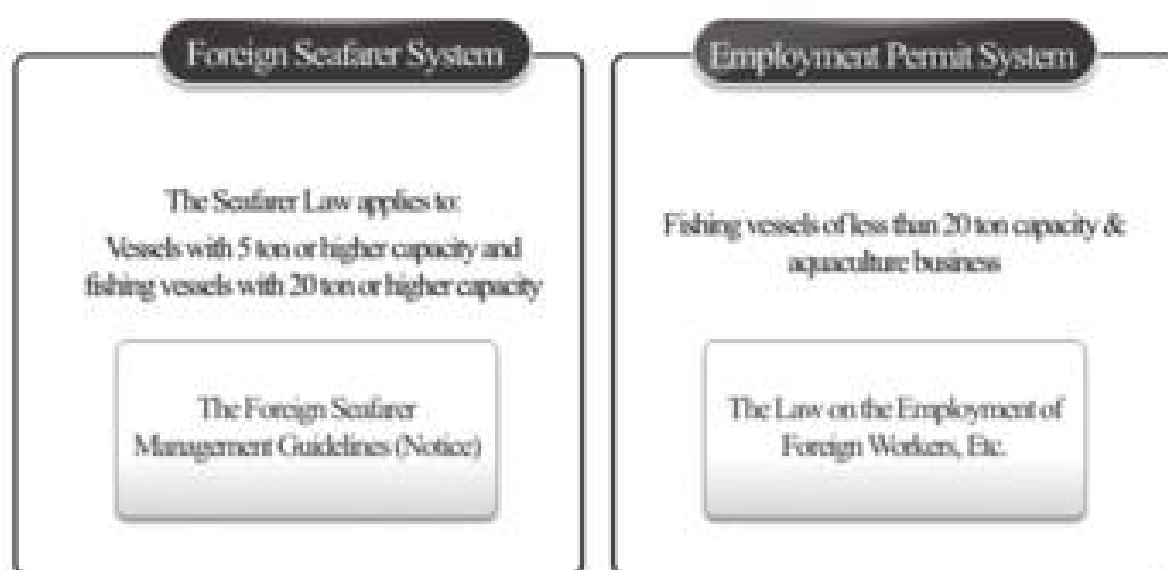 Foreign Seafarer System
The Seafarer Law applies to:
Vessels with 5 ton or higher capacity and
fishing vessels with 20 ton or higher capacity
The Foreign Seafarer
Management Guidelines (Notice)
Employment Permit System
Fishing vessels of less than 20 ton capacity &
aquaculture business
The Law on the Employment of
Foreign Workers, Etc.